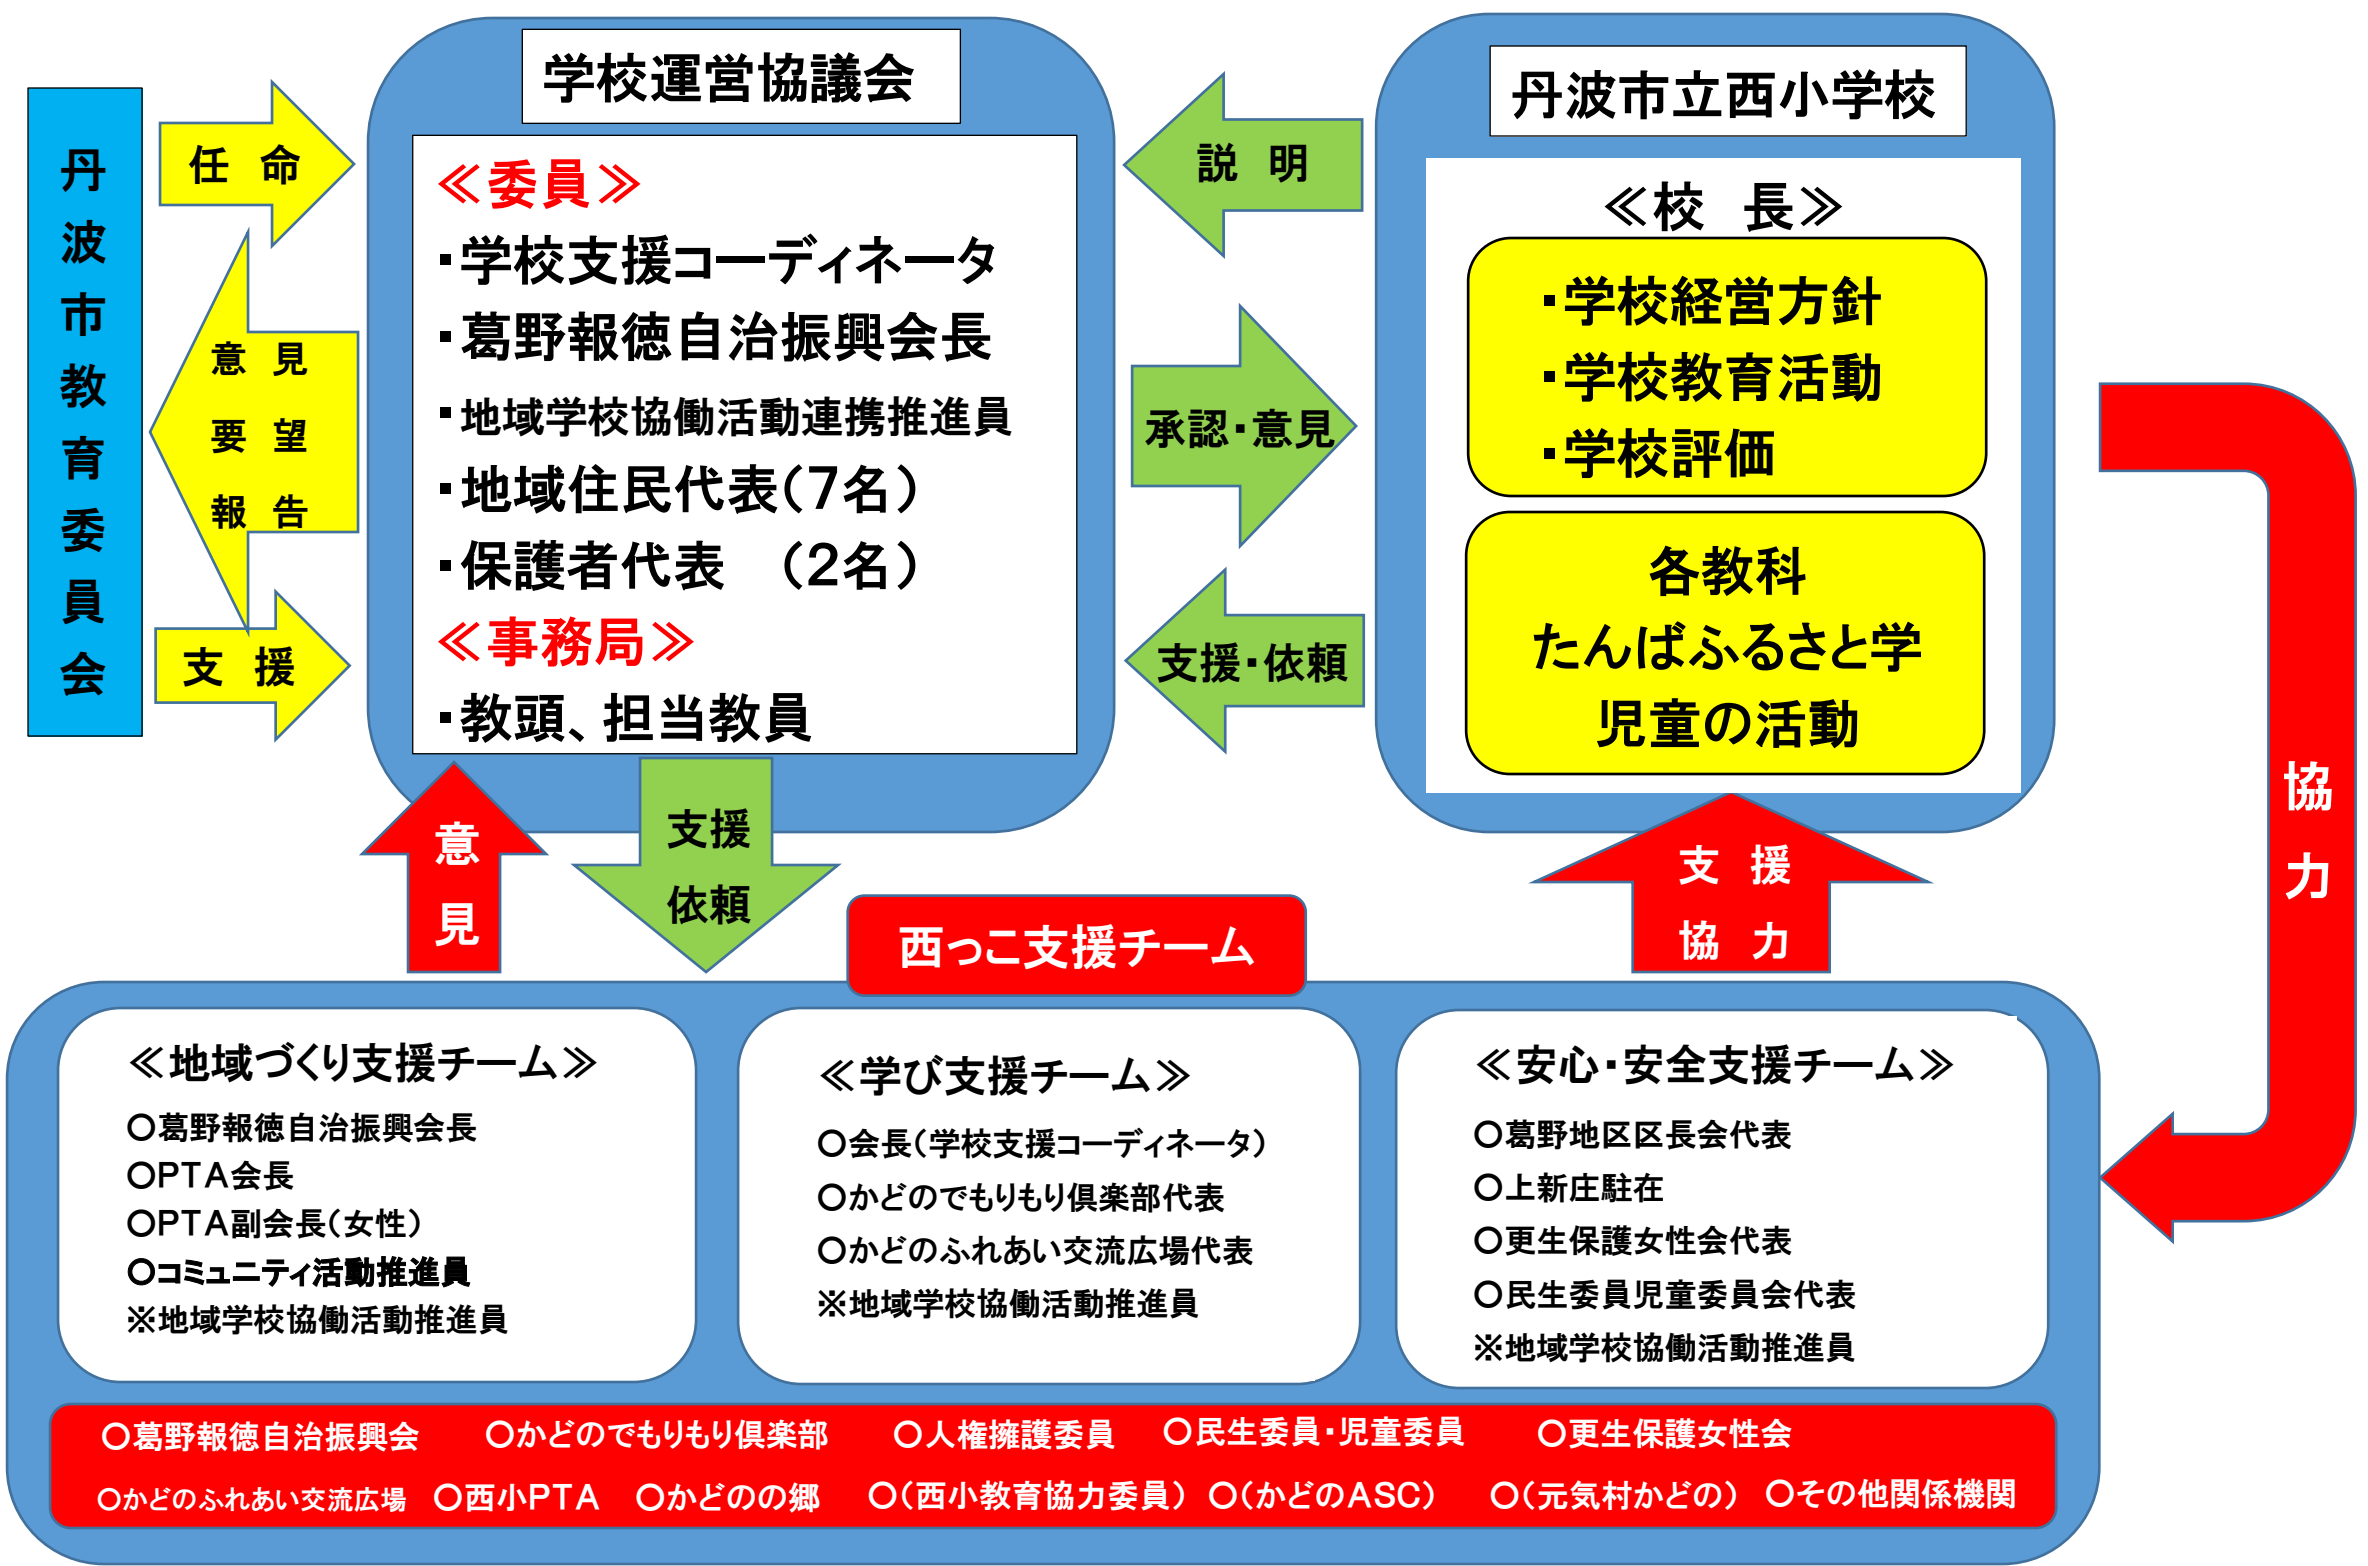 丹波市教育委員会
任　命
意　見
要　望
報　告
支　援
学校運営協議会
≪委員≫
・学校支援コーディネータ
・葛野報徳自治振興会長
・地域学校協働活動連携推進員
・地域住民代表（7名）
・保護者代表　（2名）
≪事務局≫
・教頭、担当教員
説　明
承認・意見
支援・依頼
丹波市立西小学校
≪校　長≫
・学校経営方針
・学校教育活動
・学校評価
各教科
たんばふるさと学
児童の活動
協力
意見
支援
依頼
支　援
協　力
西っこ支援チーム
≪地域づくり支援チーム≫
〇葛野報徳自治振興会長
〇PTA会長
〇PTA副会長（女性）
〇コミュニティ活動推進員
※地域学校協働活動推進員
≪学び支援チーム≫
〇会長（学校支援コーディネータ）
〇かどのでもりもり倶楽部代表
〇かどのふれあい交流広場代表
※地域学校協働活動推進員
≪安心・安全支援チーム≫
〇葛野地区区長会代表
〇上新庄駐在
〇更生保護女性会代表
〇民生委員児童委員会代表
※地域学校協働活動推進員
〇葛野報徳自治振興会　〇かどのでもりもり倶楽部　〇人権擁護委員　〇民生委員・児童委員　〇更生保護女性会
〇かどのふれあい交流広場　〇西小PTA　〇かどのの郷　〇（西小教育協力委員）　〇（かどのASC）　〇（元気村かどの）　〇その他関係機関